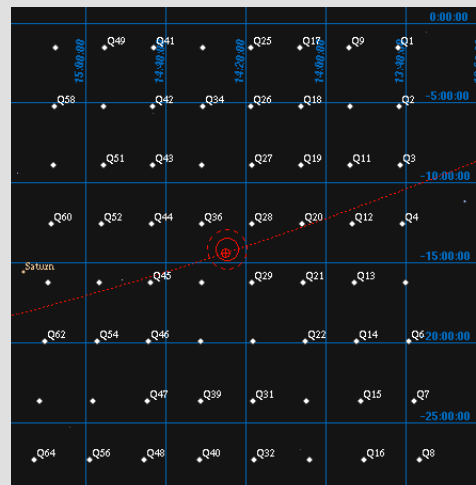 0:00:00
Q49 Q41 Q25 Q17 Q9 Q1
15:00:00 14:40:00 14:20:00 14:00:00 13:40:00
-5:00:00
Q58 Q42 Q34 Q26 Q18 Q2
Q51 Q43 Q27 Q19 Q11 Q3
-10:00:00
Q60 Q52 Q44 Q36 Q28 Q20 Q12 Q4
-15:00:00
Saturn
Q45 Q29 Q21 Q13
-20:00:00
Q62 Q54 Q46 Q22 Q14 Q6
Q47 Q39 Q31 Q15 Q7
-25:00:00
Q64 Q56 Q48 Q40 Q32 Q16 Q8